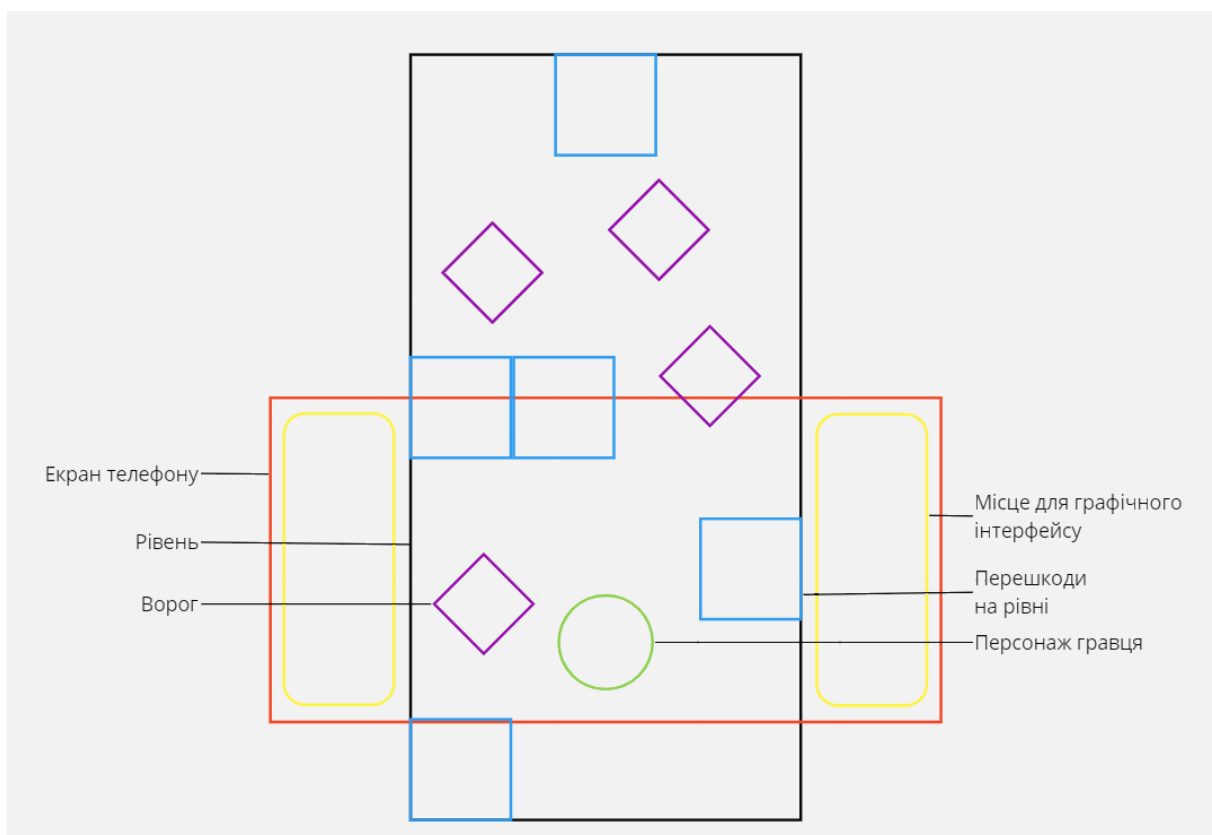 Екран телефону
Рівень
Ворог
Місце для графічного
інтерфейсу
Перешкоди
на рівні
Персонаж гравця